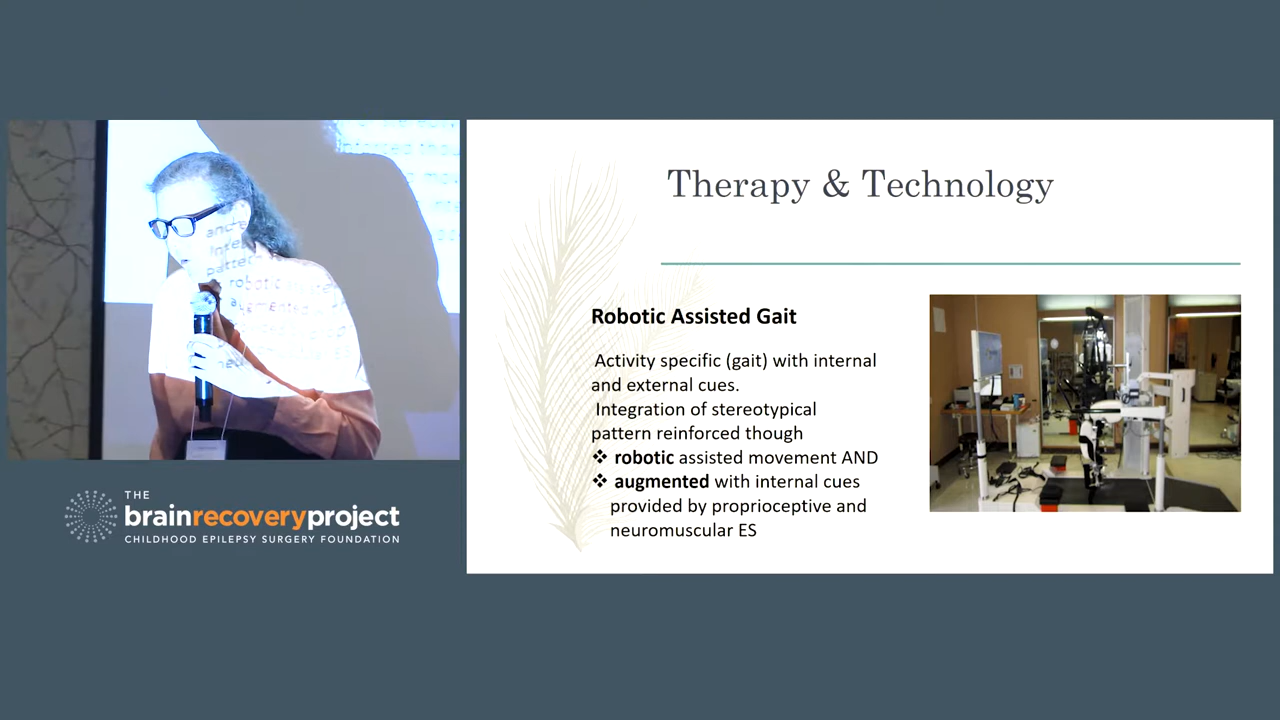 Therapy & Technology
Robotic Assisted Gait
Activity specific (gait) with internal
and external cues.
Integration of stereotypical
pattern reinforced though
❖ robotic assisted movement AND
❖ augmented with internal cues
provided by proprioceptive and
neuromuscular ES
THE
brainrecoveryproject
CHILDHOOD EPILEPSY SURGERY FOUNDATION